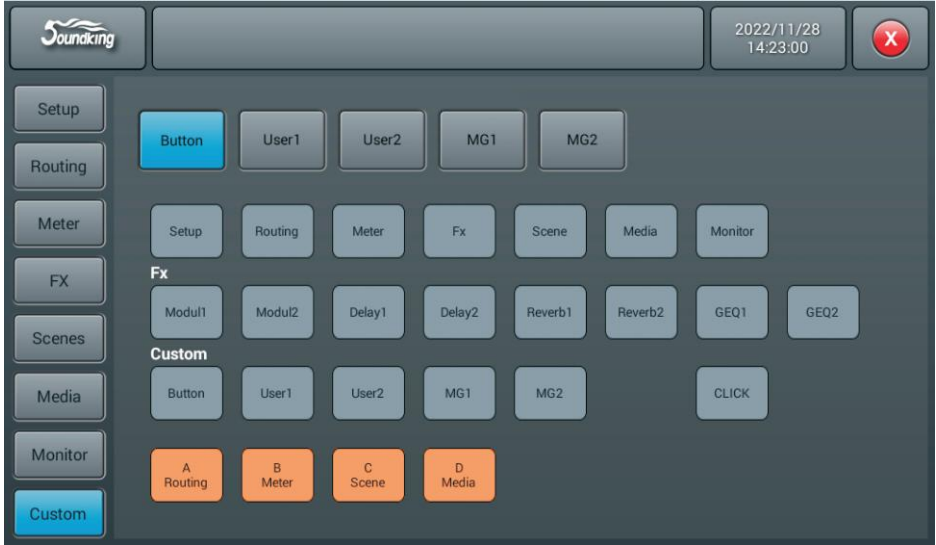 Soundking
2022/11/28
14:23:00
X
Setup
Routing
Meter
FX
Scenes
Media
Monitor
Custom
Button User1 User2 MG1 MG2
Setup Routing Meter Fx Scene Media Monitor
Fx
Modul1 Modul2 Delay1 Delay2 Reverb1 Reverb2 GEQ1 GEQ2
Custom
Button User1 User2 MG1 MG2 CLICK
A B C D
Routing Meter Scene Media